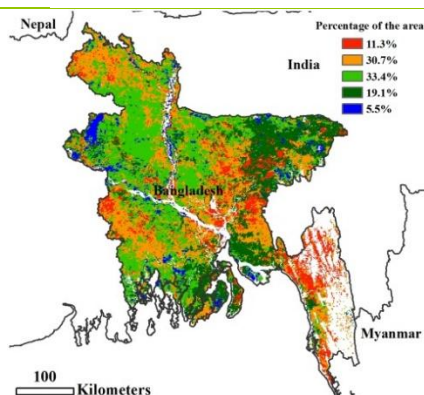 Nepal
Percentage of the area
India
11.3%
30.7%
33.4%
19.1%
5.5%
Bangladesh
Myanmar
100
Kilometers